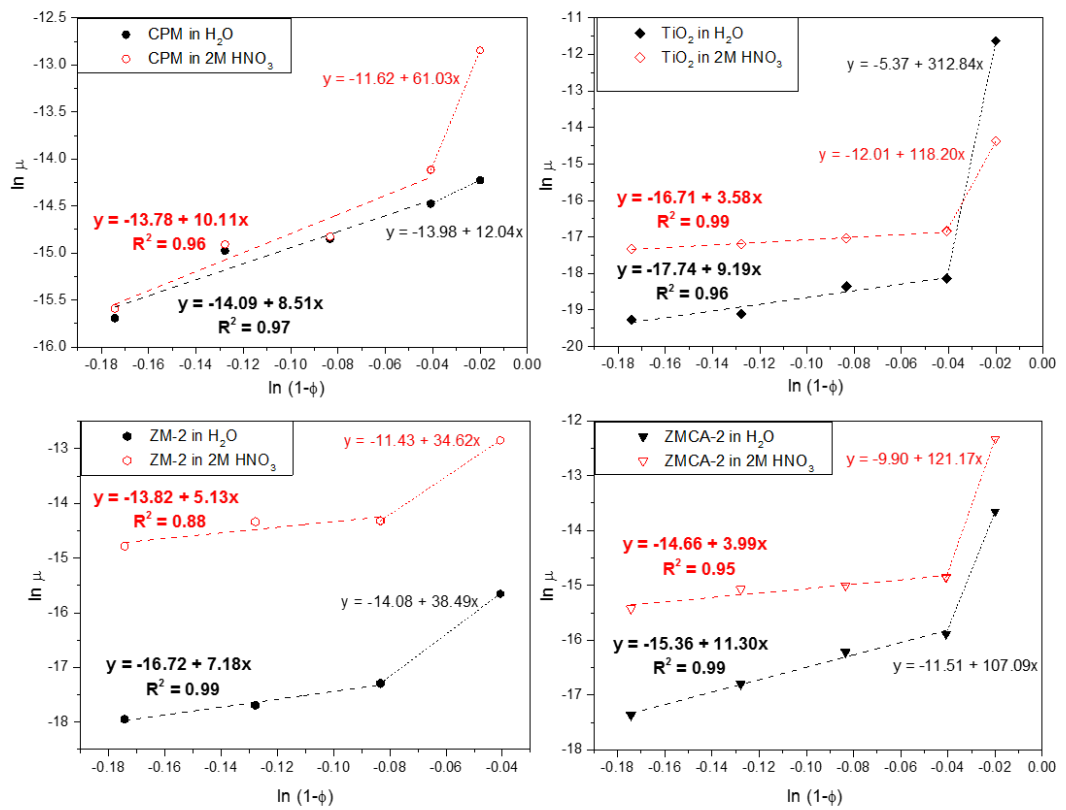 CPM in H2O
CPM in 2M HNO3
y = -11.62 + 61.03x
y = -13.78 + 10.11x
R2 = 0.96
y = -13.98 + 12.04x
y = -14.09 + 8.51x
R2 = 0.97
-12.5
-13.0
-13.5
-14.0
-14.5
-15.0
-15.5
-16.0
ln μ
-0.18 -0.16 -0.14 -0.12 -0.10 -0.08 -0.06 -0.04 -0.02 0.00
ln (1-ϕ)
TiO2 in H2O
TiO2 in 2M HNO3
y = -5.37 + 312.84x
y = -12.01 + 118.20x
y = -16.71 + 3.58x
R2 = 0.99
y = -17.74 + 9.19x
R2 = 0.96
-11
-12
-13
-14
-15
-16
-17
-18
-19
-20
ln μ
-0.18 -0.16 -0.14 -0.12 -0.10 -0.08 -0.06 -0.04 -0.02 0.00
ln (1-ϕ)
ZM-2 in H2O
ZM-2 in 2M HNO3
y = -11.43 + 34.62x
y = -13.82 + 5.13x
R2 = 0.88
y = -14.08 + 38.49x
y = -16.72 + 7.18x
R2 = 0.99
-13
-14
-15
-16
-17
-18
ln μ
-0.18 -0.16 -0.14 -0.12 -0.10 -0.08 -0.06 -0.04
ln (1-ϕ)
ZMCA-2 in H2O
ZMCA-2 in 2M HNO3
y = -9.90 + 121.17x
y = -14.66 + 3.99x
R2 = 0.95
y = -15.36 + 11.30x
R2 = 0.99
y = -11.51 + 107.09x
-12
-13
-14
-15
-16
-17
-18
ln μ
-0.18 -0.16 -0.14 -0.12 -0.10 -0.08 -0.06 -0.04 -0.02 0.00
ln (1-ϕ)